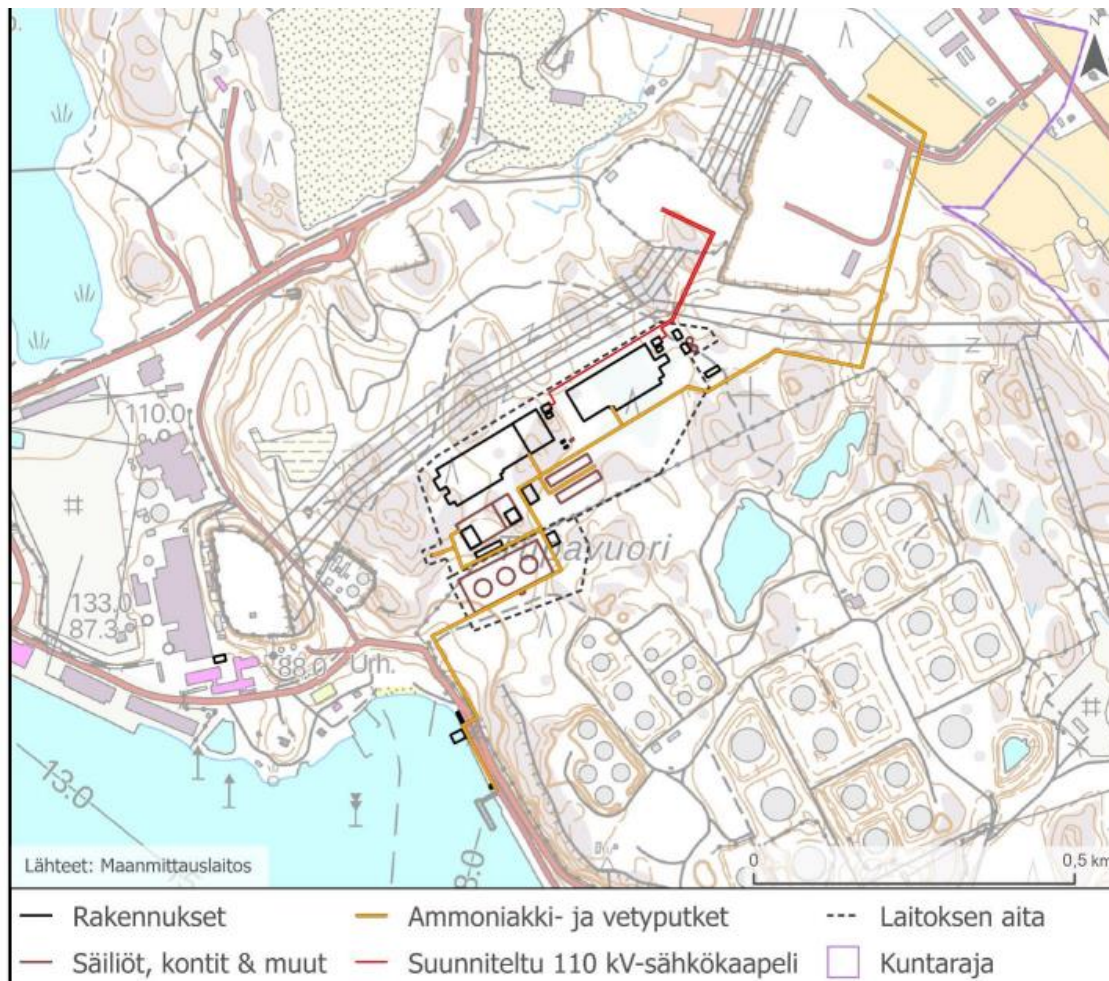 N
110.0
133.0
87.3
88.0
Urh.
13.0
8.0
Lähteet: Maanmittauslaitos
0
0,5 km
Rakennukset
Ammoniakki- ja vetyputket
Laitoksen aita
Säiliöt, kontit & muut
Suunniteltu 110 kV-sähkökaapeli
Kuntaraja